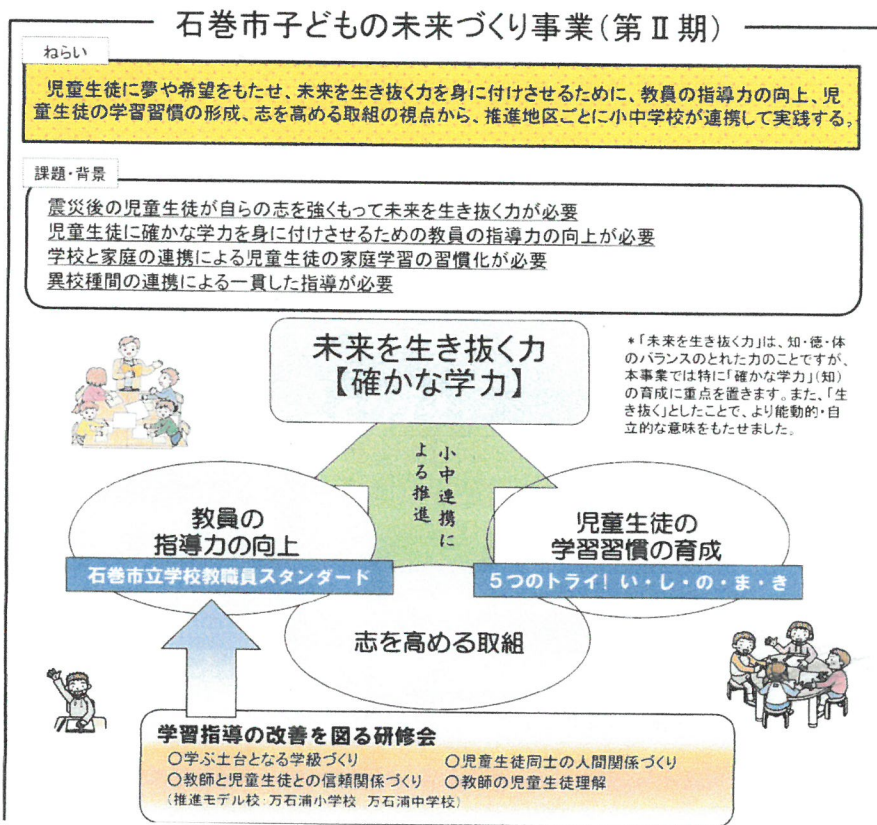 石巻市子どもの未来づくり事業(第Ⅱ期)
ねらい
児童生徒に夢や希望をもたせ、未来を生き抜く力を身に付けさせるために、教員の指導力の向上、児
童生徒の学習習慣の形成、志を高める取組の視点から、推進地区ごとに小中学校が連携して実践する。
課題・背景
震災後の児童生徒が自らの志を強くもって未来を生き抜く力が必要
児童生徒に確かな学力を身に付けさせるための教員の指導力の向上が必要
学校と家庭の連携による児童生徒の家庭学習の習慣化が必要
異校種間の連携による一貫した指導が必要
未来を生き抜く力
【確かな学力】
*「未来を生き抜く力」は、知・徳・体
のバランスのとれた力のことですが、
本事業では特に「確かな学力」(知)
の育成に重点を置きます。また、「生
き抜く」としたことで、より能動的・自
立的な意味をもたせました。
小中連携に
よる推進
教員の
指導力の向上
石巻市立学校教職員スタンダード
児童生徒の
学習習慣の育成
5つのトライ! い・し・の・ま・き
志を高める取組
学習指導の改善を図る研修会
○学ぶ土台となる学級づくり ○児童生徒同士の人間関係づくり
○教師と児童生徒との信頼関係づくり ○教師の児童生徒理解
(推進モデル校:万石浦小学校 万石浦中学校)